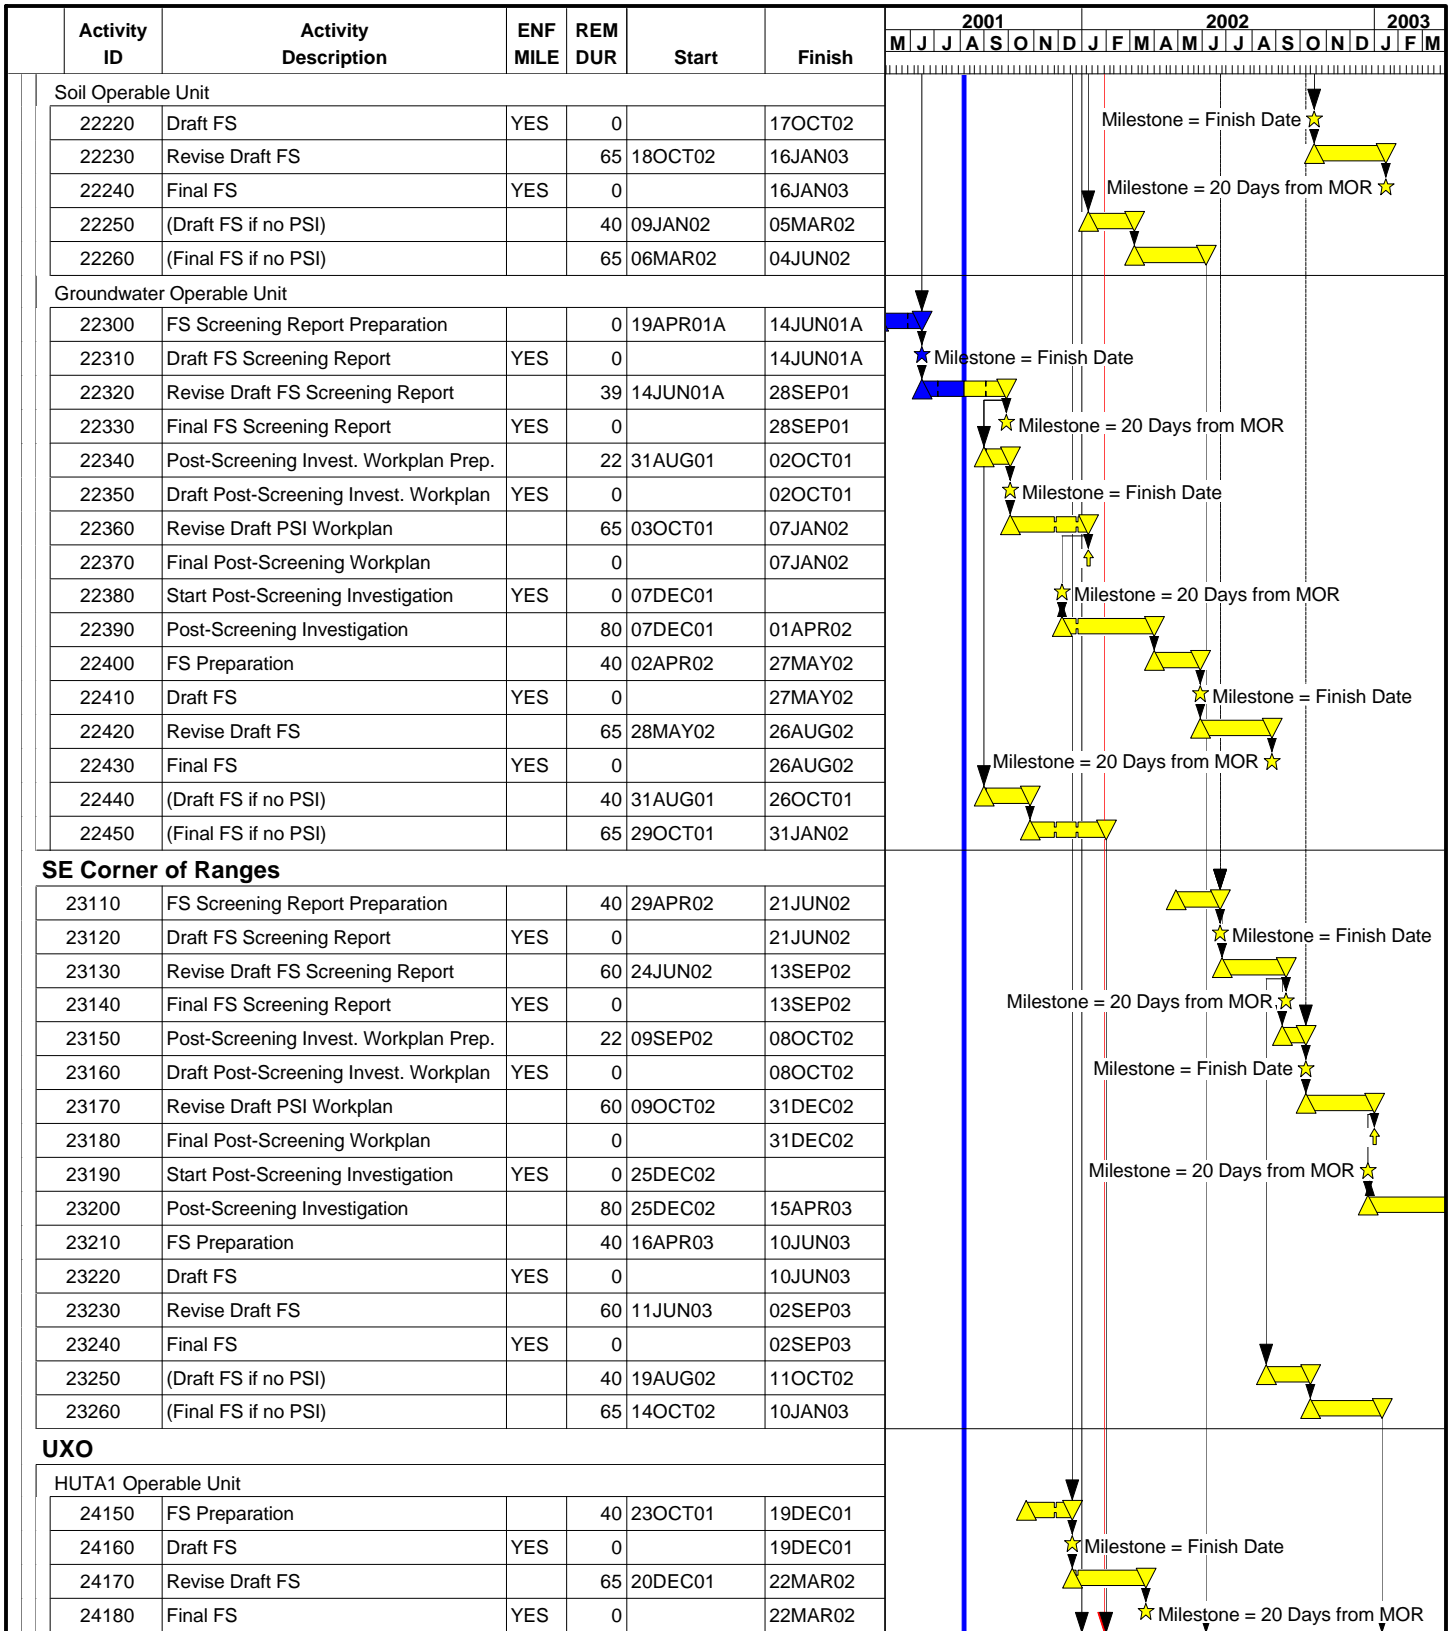 Activity ID Activity Description ENF MILE REM DUR Start Finish
2001 2002 2003
M J J A S O N D J F M A M J J A S O N D J F M
Soil Operable Unit
22220 Draft FS YES 0 17OCT02 Milestone = Finish Date
22230 Revise Draft FS 65 18OCT02 16JAN03
22240 Final FS YES 0 16JAN03 Milestone = 20 Days from MOR
22250 (Draft FS if no PSI) 40 09JAN02 05MAR02
22260 (Final FS if no PSI) 65 06MAR02 04JUN02
Groundwater Operable Unit
22300 FS Screening Report Preparation 0 19APR01A 14JUN01A
22310 Draft FS Screening Report YES 0 14JUN01A Milestone = Finish Date
22320 Revise Draft FS Screening Report 39 14JUN01A 28SEP01
22330 Final FS Screening Report YES 0 28SEP01 Milestone = 20 Days from MOR
22340 Post-Screening Invest. Workplan Prep. 22 31AUG01 02OCT01
22350 Draft Post-Screening Invest. Workplan YES 0 02OCT01 Milestone = Finish Date
22360 Revise Draft PSI Workplan 65 03OCT01 07JAN02
22370 Final Post-Screening Workplan 0 07JAN02
22380 Start Post-Screening Investigation YES 0 07DEC01 Milestone = 20 Days from MOR
22390 Post-Screening Investigation 80 07DEC01 01APR02
22400 FS Preparation 40 02APR02 27MAY02
22410 Draft FS YES 0 27MAY02 Milestone = Finish Date
22420 Revise Draft FS 65 28MAY02 26AUG02
22430 Final FS YES 0 26AUG02 Milestone = 20 Days from MOR
22440 (Draft FS if no PSI) 40 31AUG01 26OCT01
22450 (Final FS if no PSI) 65 29OCT01 31JAN02
SE Corner of Ranges
23110 FS Screening Report Preparation 40 29APR02 21JUN02
23120 Draft FS Screening Report YES 0 21JUN02 Milestone = Finish Date
23130 Revise Draft FS Screening Report 60 24JUN02 13SEP02
23140 Final FS Screening Report YES 0 13SEP02 Milestone = 20 Days from MOR
23150 Post-Screening Invest. Workplan Prep. 22 09SEP02 08OCT02
23160 Draft Post-Screening Invest. Workplan YES 0 08OCT02 Milestone = Finish Date
23170 Revise Draft PSI Workplan 60 09OCT02 31DEC02
23180 Final Post-Screening Workplan 0 31DEC02
23190 Start Post-Screening Investigation YES 0 25DEC02 Milestone = 20 Days from MOR
23200 Post-Screening Investigation 80 25DEC02 15APR03
23210 FS Preparation 40 16APR03 10JUN03
23220 Draft FS YES 0 10JUN03
23230 Revise Draft FS 60 11JUN03 02SEP03
23240 Final FS YES 0 02SEP03
23250 (Draft FS if no PSI) 40 19AUG02 11OCT02
23260 (Final FS if no PSI) 65 14OCT02 10JAN03
UXO
HUTA1 Operable Unit
24150 FS Preparation 40 23OCT01 19DEC01
24160 Draft FS YES 0 19DEC01 Milestone = Finish Date
24170 Revise Draft FS 65 20DEC01 22MAR02
24180 Final FS YES 0 22MAR02 Milestone = 20 Days from MOR